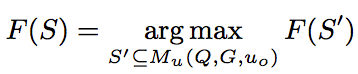 F(S) = arg max F(S′)
S′⊆M_u(Q,G,u_o)